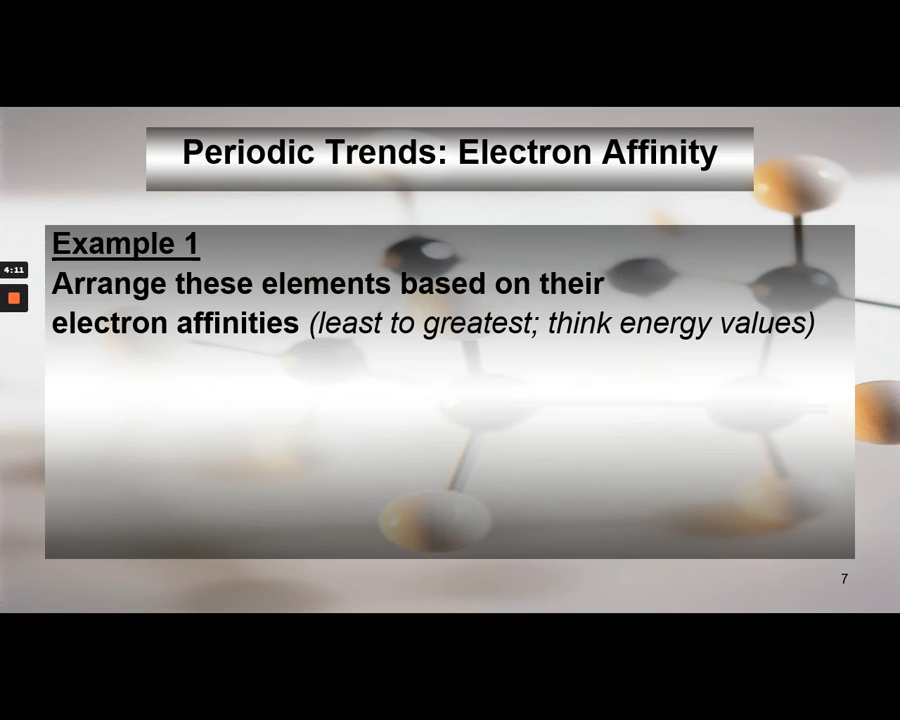 Periodic Trends: Electron Affinity
Example 1
Arrange these elements based on their
electron affinities (least to greatest; think energy values)
4:11
7